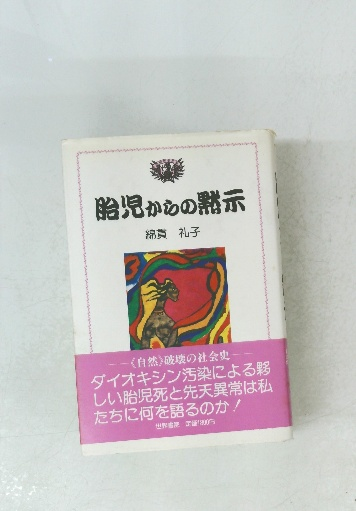 胎児からの黙示
綿貫 礼子
──〈自然〉破壊の社会史──
ダイオキシン汚染による夥
しい胎児死と先天異常は私
たちに何を語るのか!
世界書院